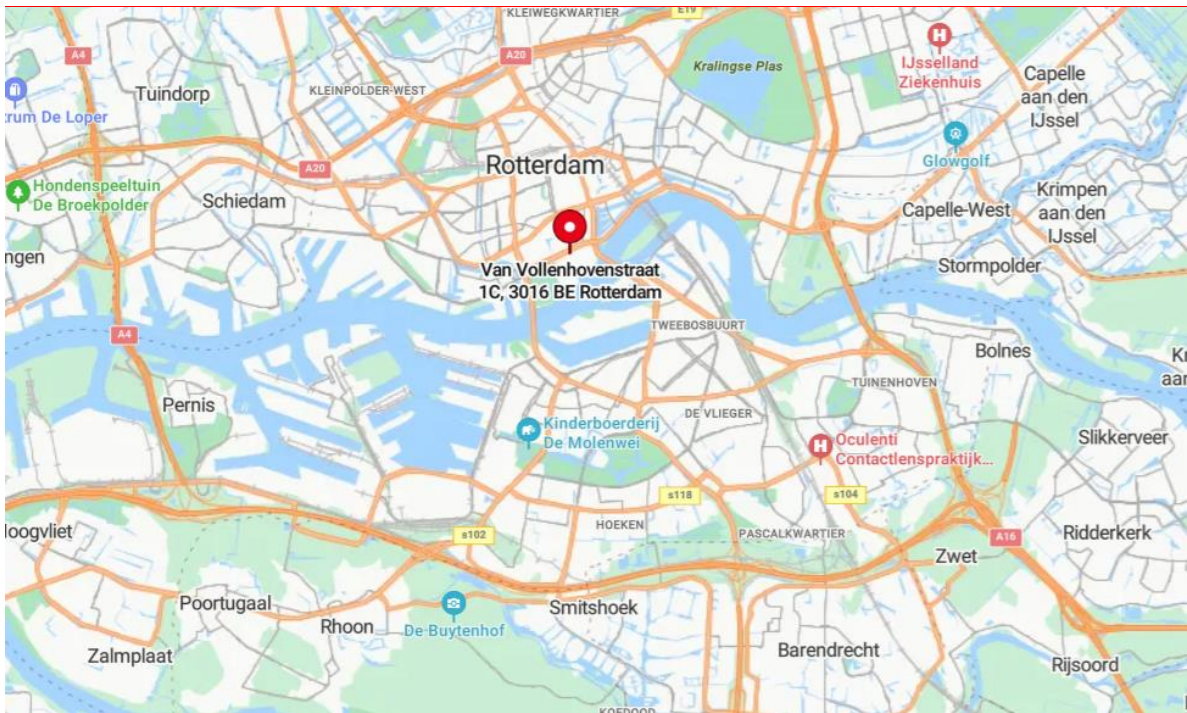 KLEIWEGKWARTIER
E19
A4
A20
Kralingse Plas
IJsselland
Ziekenhuis
Capelle
aan den
IJssel
Tuindorp
KLEINPOLDER-WEST
trum De Loper
Glowgolf
Rotterdam
A20
Hondenspeeltuin
De Broekpolder
Schiedam
Krimpen
aan den
IJssel
Capelle-West
ngen
Van Vollenhovenstraat
1C, 3016 BE Rotterdam
Stormpolder
A4
TWEEBOSBUURT
Bolnes
TUINENHOVEN
Pernis
DE VLIEGER
Kinderboerderij
De Molenwei
Oculenti
Contactlenspraktijk...
Slikkerveer
s118
s104
Hoogvliet
s102
HOEKEN
PASCALKWARTIER
A16
Ridderkerk
Zwet
Poortugaal
Smitshoek
Rhoon
De Buytenhof
Zalmplaat
Barendrecht
Rijsoord